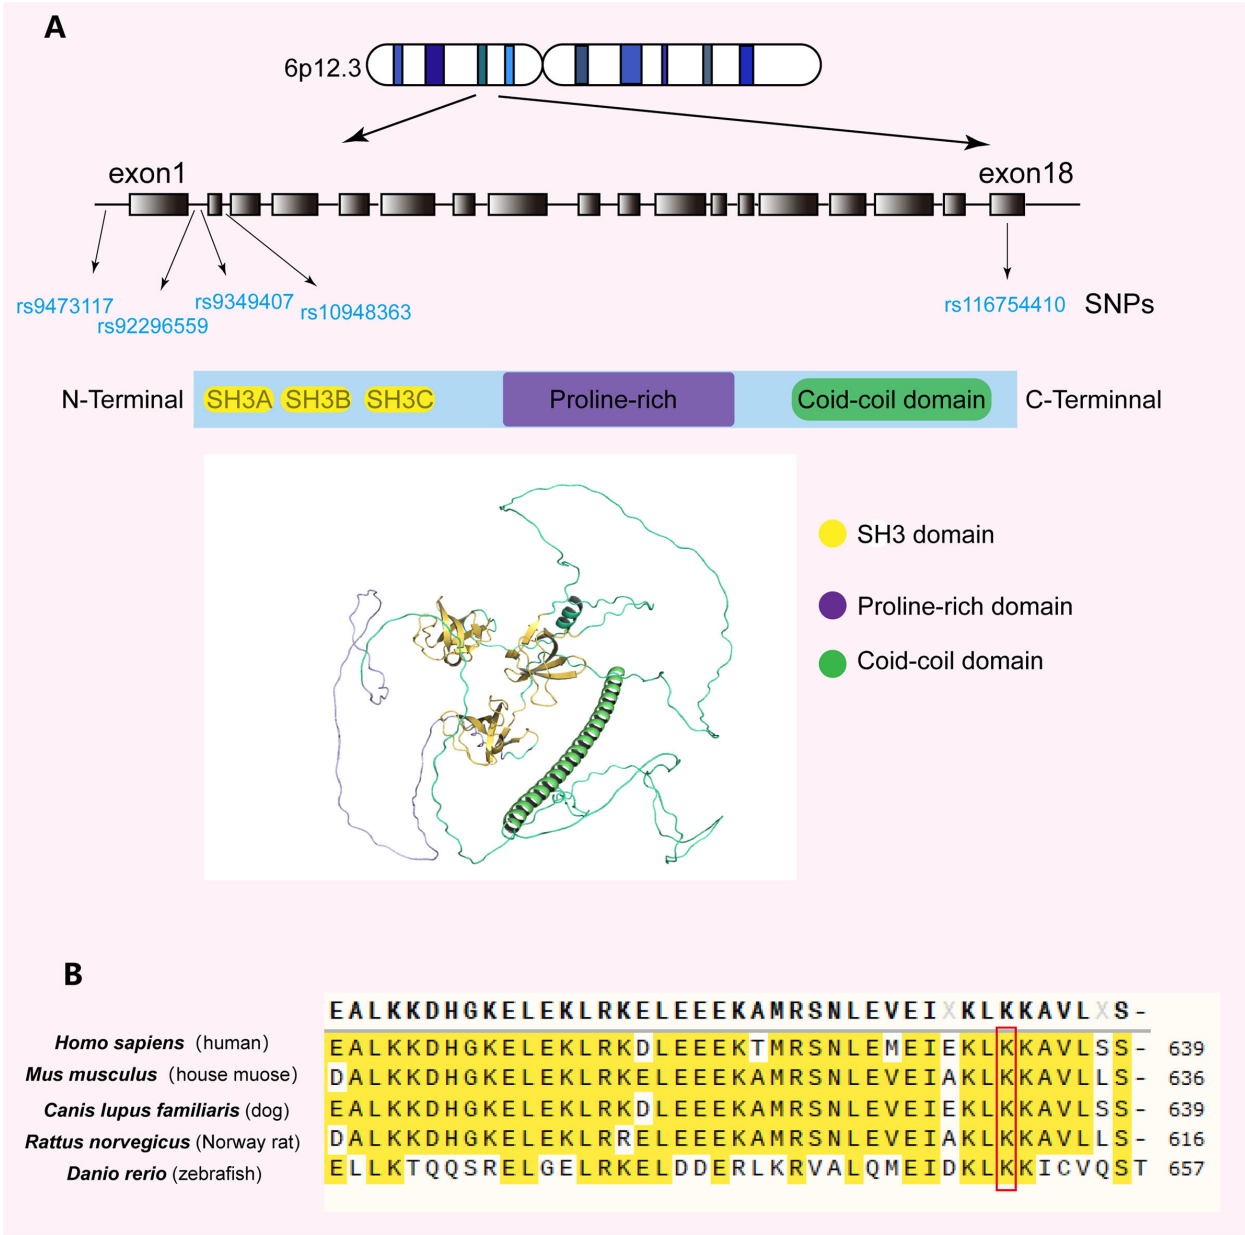 A
6p12.3
exon1
exon18
rs9473117
rs92296559
rs9349407
rs10948363
rs116754410
SNPs
N-Terminal
SH3A
SH3B
SH3C
Proline-rich
Coid-coil domain
C-Terminnal
SH3 domain
Proline-rich domain
Coid-coil domain
B
EALKKDHGKELEKLRKELEEEKAMRSNLEVEIXKLKKAVLXS-
Homo sapiens (human) EALKKDHGKELEKLRKDLEEEKTMRSNLEMEIEKLKKAVLSS- 639
Mus musculus (house muose) DALKKDHGKELEKLRKELEEEKAMRSNLEVEIAKLKKAVLLS- 636
Canis lupus familiaris (dog) EALKKDHGKELEKLRKDLEEEKAMRSNLEVEIEKLKKAVLSS- 639
Rattus norvegicus (Norway rat) DALKKDHGKELEKLRRELEEEKAMRSNLEVEIAKLKKAVLLS- 616
Danio rerio (zebrafish) ELLKTQQSRELGELRKELDDERLKRVALQMEIDKLKKICVQST 657